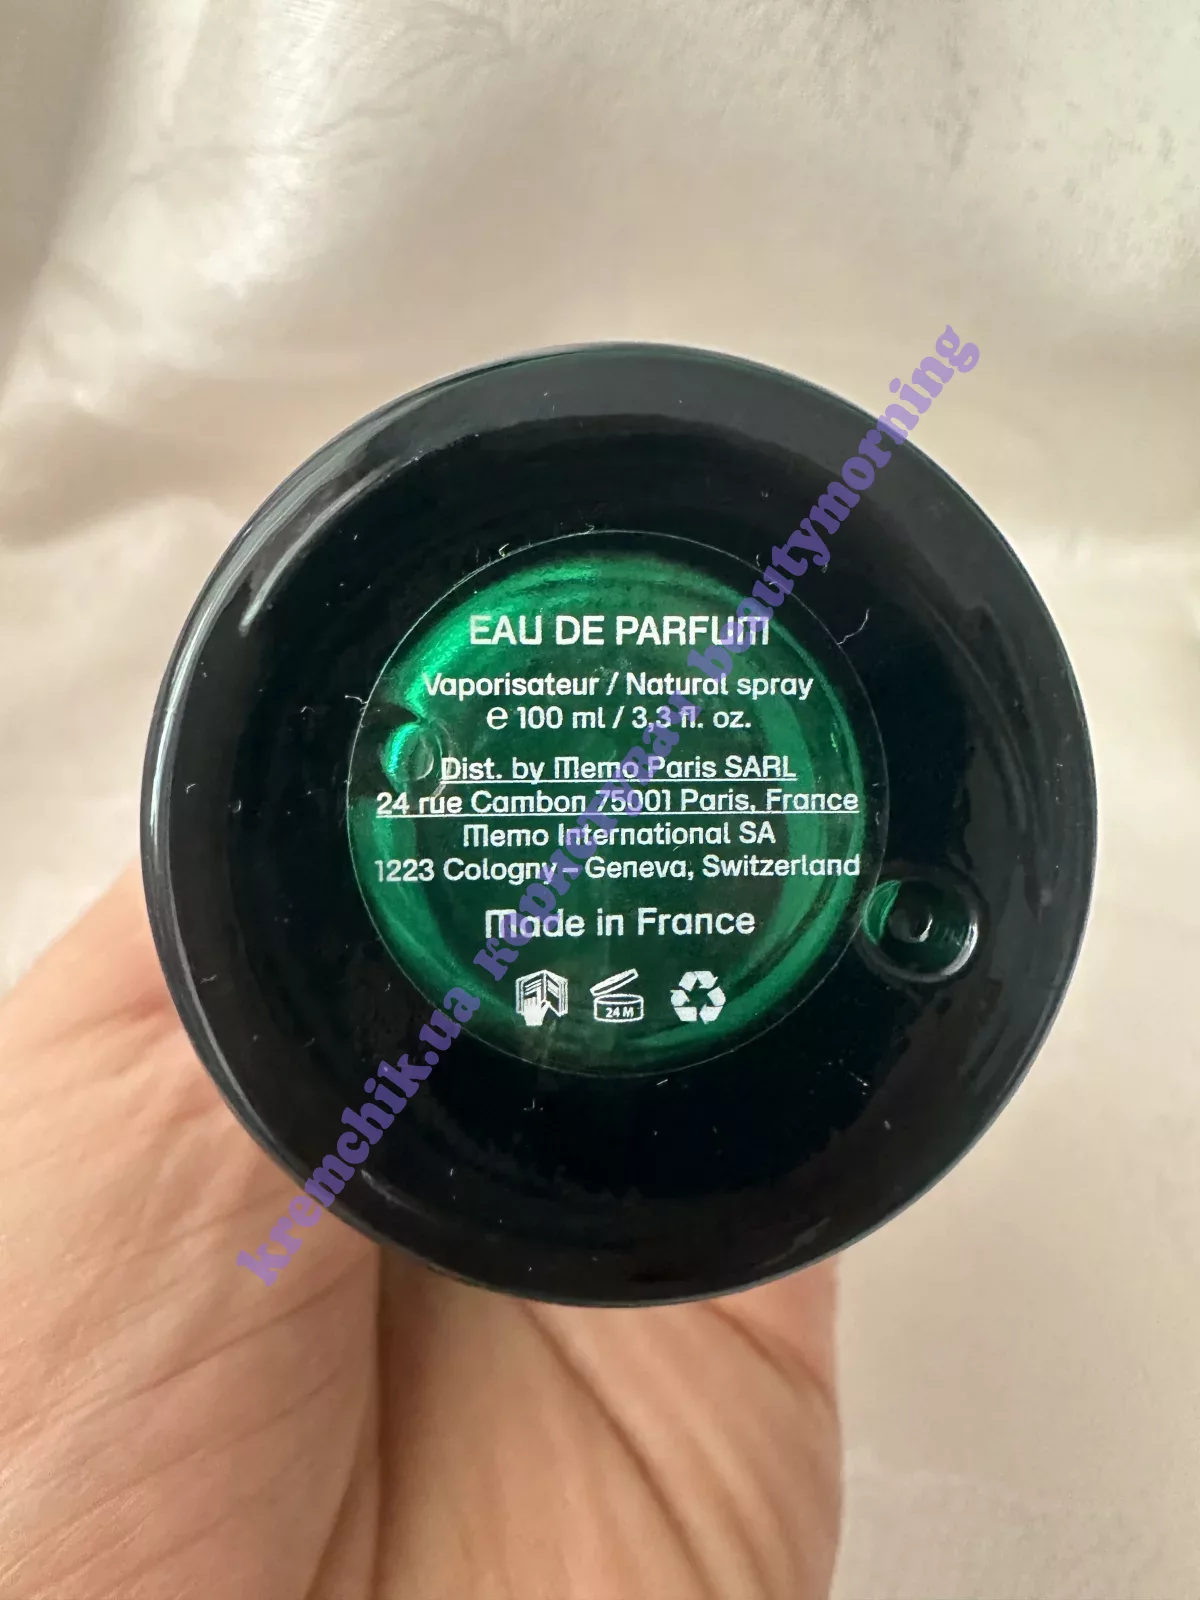 EAU DE PARFUM
Vaporisateur / Natural spray
℮ 100 ml / 3,3 fl. oz.
Dist. by Memo Paris SARL
24 rue Cambon 75001 Paris, France
Memo International SA
1223 Cologny – Geneva, Switzerland
Made in France
24 M
kremchik.ua користувач beautymorning